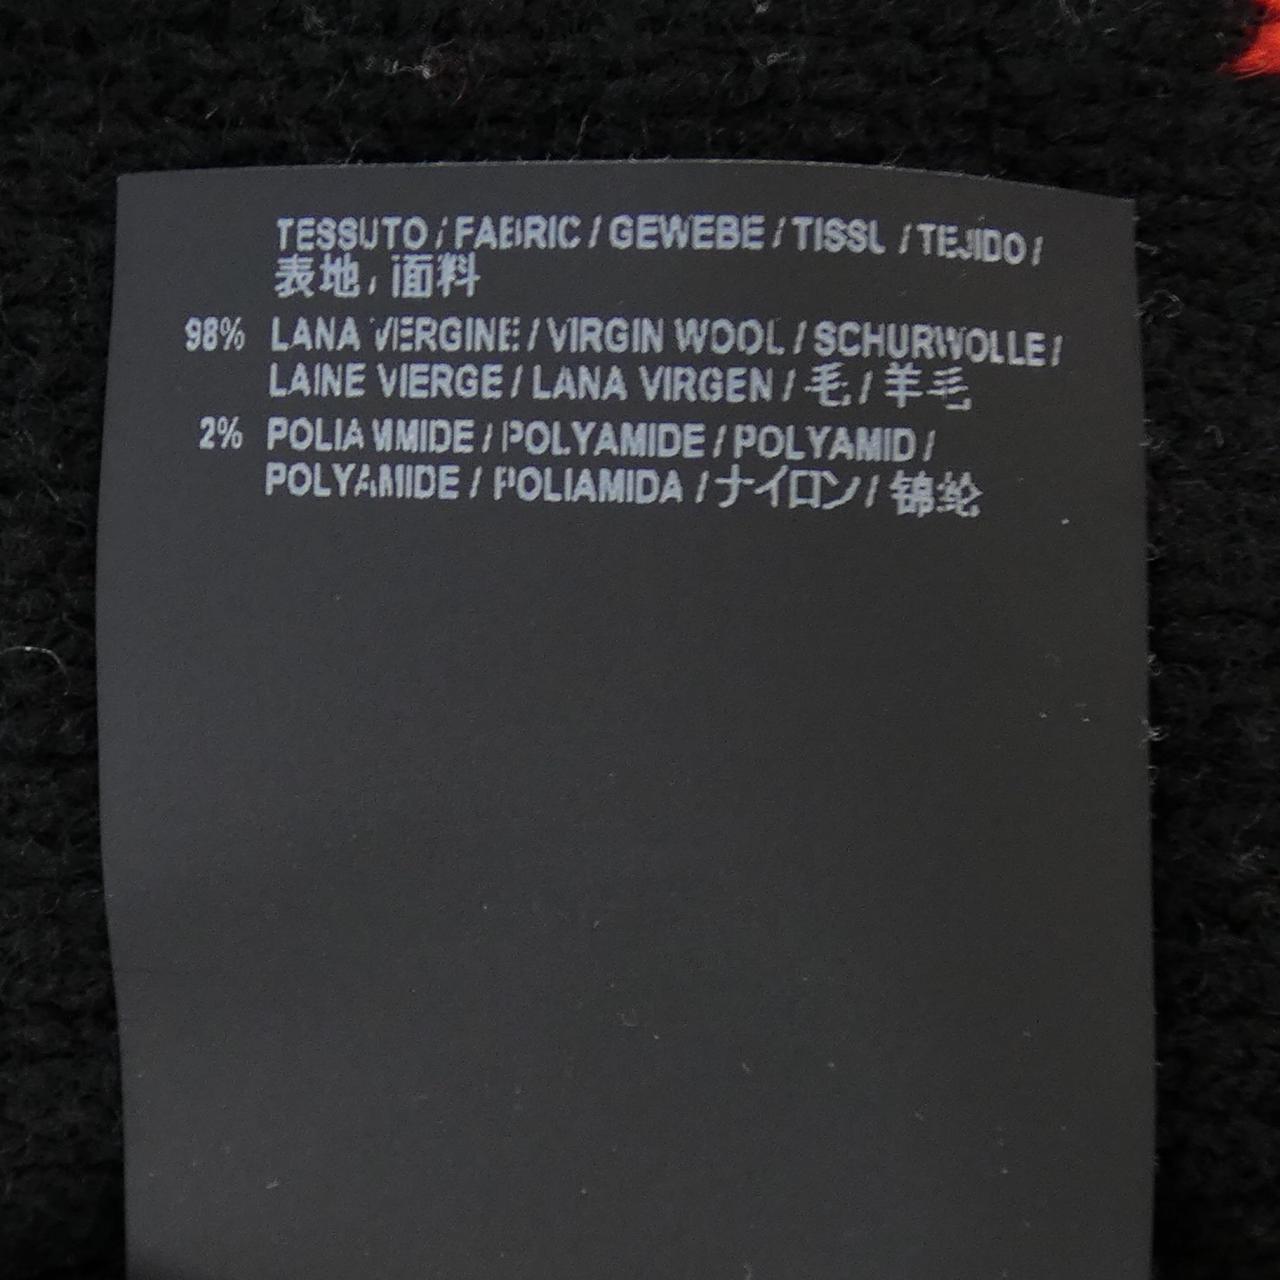 TESSUTO / FABRIC / GEWEBE / TISSU / TEJIDO /
表地 / 面料
98% LANA VERGINE / VIRGIN WOOL / SCHURWOLLE /
LAINE VIERGE / LANA VIRGEN / 毛 / 羊毛
2% POLIAMMIDE / POLYAMIDE / POLYAMID /
POLYAMIDE / POLIAMIDA / ナイロン / 锦纶